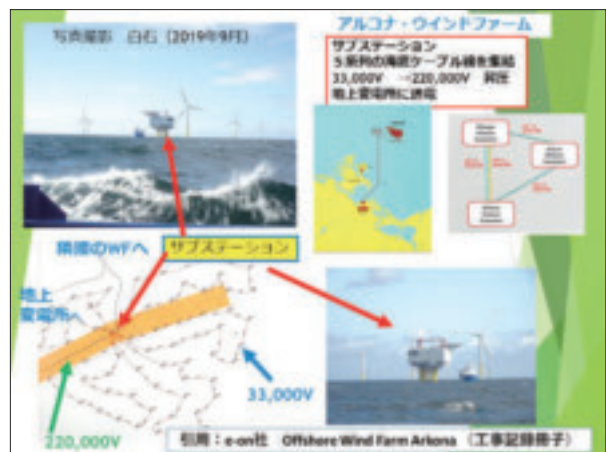 アルコナ・ウインドファーム
写真撮影 白石（2019年9月）
サブステーション
5系列の海底ケーブル線を集結
33,000V →220,000V 昇圧
地上変電所に送電
隣接のWFへ
サブステーション
地上
変電所へ
33,000V
220,000V
引用：e-on社 Offshore Wind Farm Arkona （工事記録冊子）